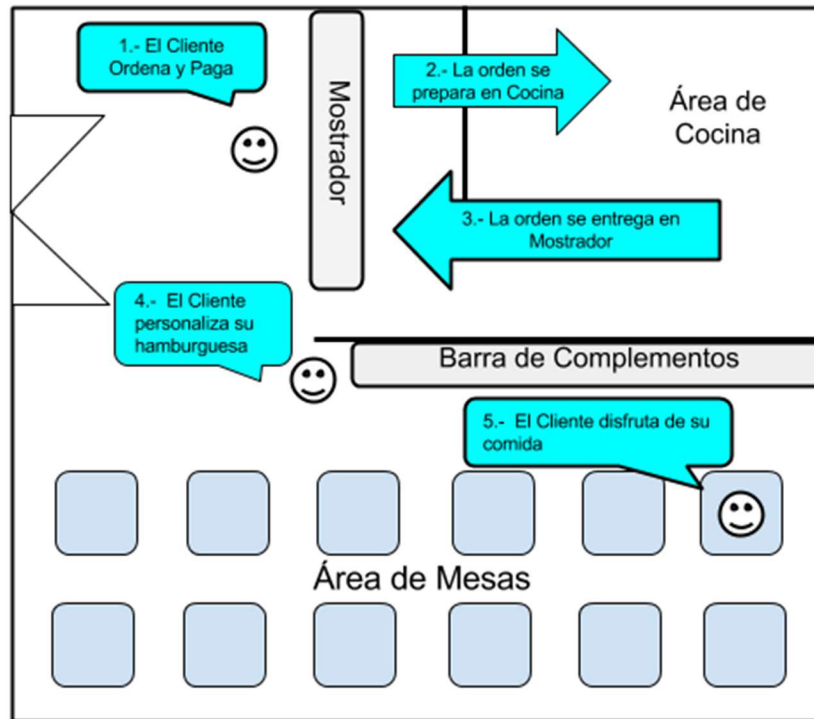 1.- El Cliente
Ordena y Paga
Mostrador
2.- La orden se
prepara en Cocina
Área de
Cocina
3.- La orden se entrega en
Mostrador
4.- El Cliente
personaliza su
hamburguesa
Barra de Complementos
5.- El Cliente disfruta de su
comida
Área de Mesas